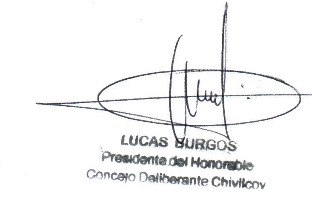 LUCAS BURGOS
Presidente del Honorable
Concejo Deliberante Chivilcoy